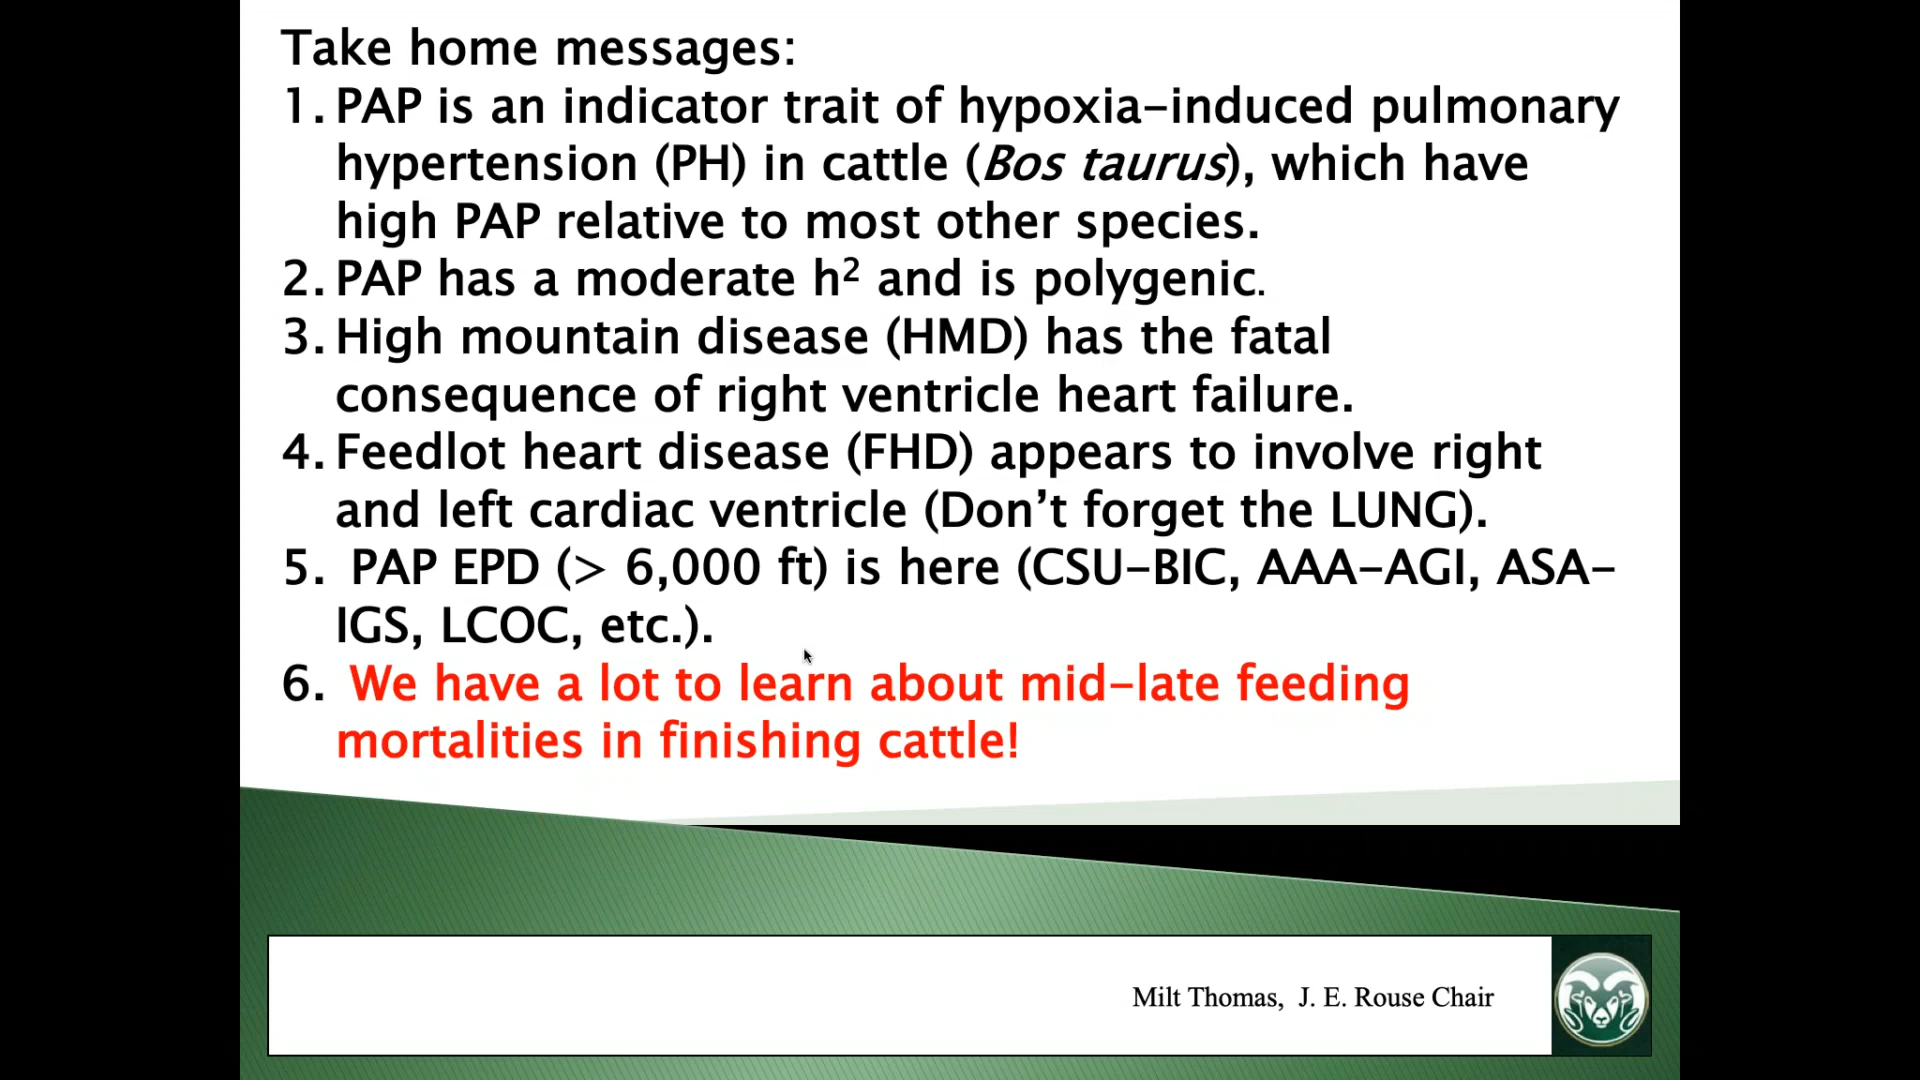 Take home messages:
1. PAP is an indicator trait of hypoxia-induced pulmonary
hypertension (PH) in cattle (Bos taurus), which have
high PAP relative to most other species.
2. PAP has a moderate h² and is polygenic.
3. High mountain disease (HMD) has the fatal
consequence of right ventricle heart failure.
4. Feedlot heart disease (FHD) appears to involve right
and left cardiac ventricle (Don’t forget the LUNG).
5. PAP EPD (> 6,000 ft) is here (CSU-BIC, AAA-AGI, ASA-
IGS, LCOC, etc.).
6. We have a lot to learn about mid-late feeding
mortalities in finishing cattle!
Milt Thomas, J. E. Rouse Chair